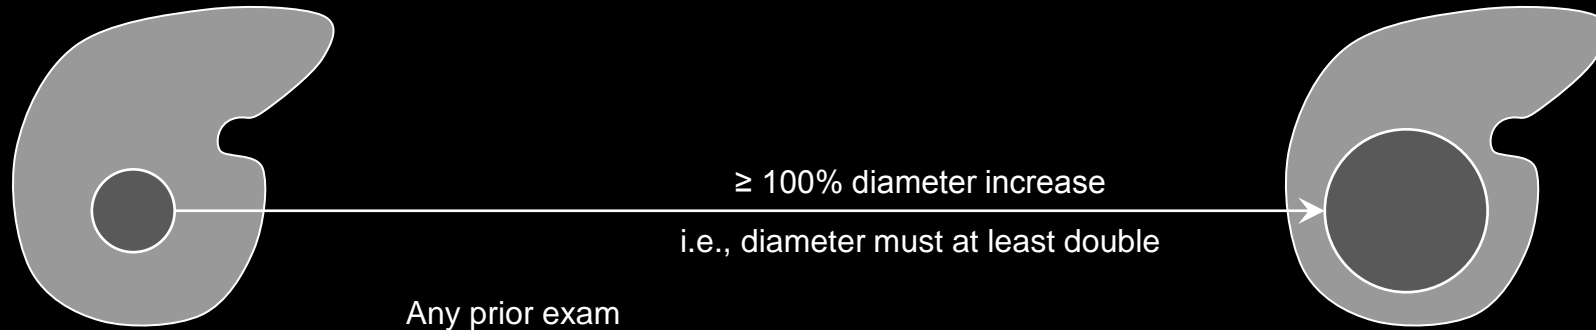 ≥ 100% diameter increase
i.e., diameter must at least double
Any prior exam